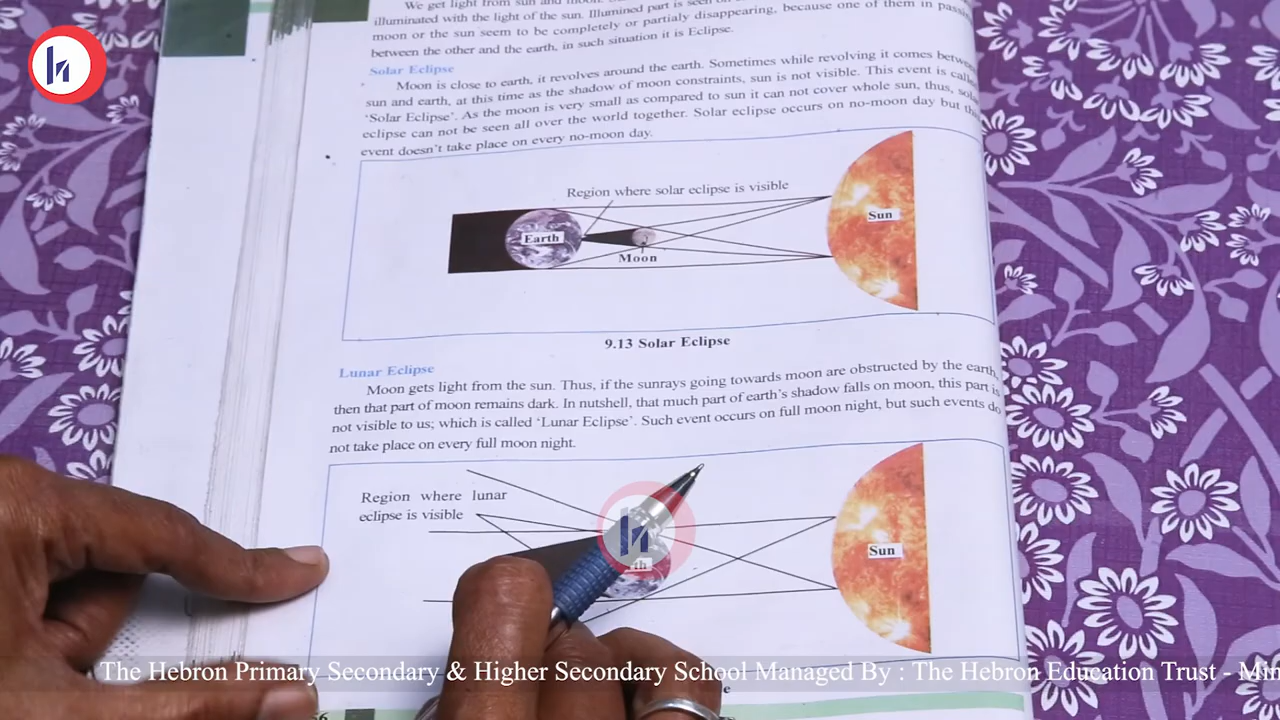 We get light from sun and moon.
illuminated with the light of the sun. Illumined part is seen
moon or the sun seem to be completely or partialy disappearing, because one of them in
between the other and the earth, in such situation it is Eclipse.
Solar Eclipse
Moon is close to earth, it revolves around the earth. Sometimes while revolving it comes
sun and earth, at this time as the shadow of moon constraints, sun is not visible. This event is
'Solar Eclipse'. As the moon is very small as compared to sun it can not cover whole sun, thus,
eclipse can not be seen all over the world together. Solar eclipse occurs on no-moon day but
event doesn't take place on every no-moon day.
Region where solar eclipse is visible
Sun
Earth
Moon
9.13 Solar Eclipse
Lunar Eclipse
Moon gets light from the sun. Thus, if the sunrays going towards moon are obstructed by the earth,
then that part of moon remains dark. In nutshell, that much part of earth's shadow falls on moon, this part is
not visible to us; which is called 'Lunar Eclipse'. Such event occurs on full moon night, but such events do
not take place on every full moon night.
Region where lunar
eclipse is visible
Sun
The Hebron Primary Secondary & Higher Secondary School Managed By : The Hebron Education Trust -